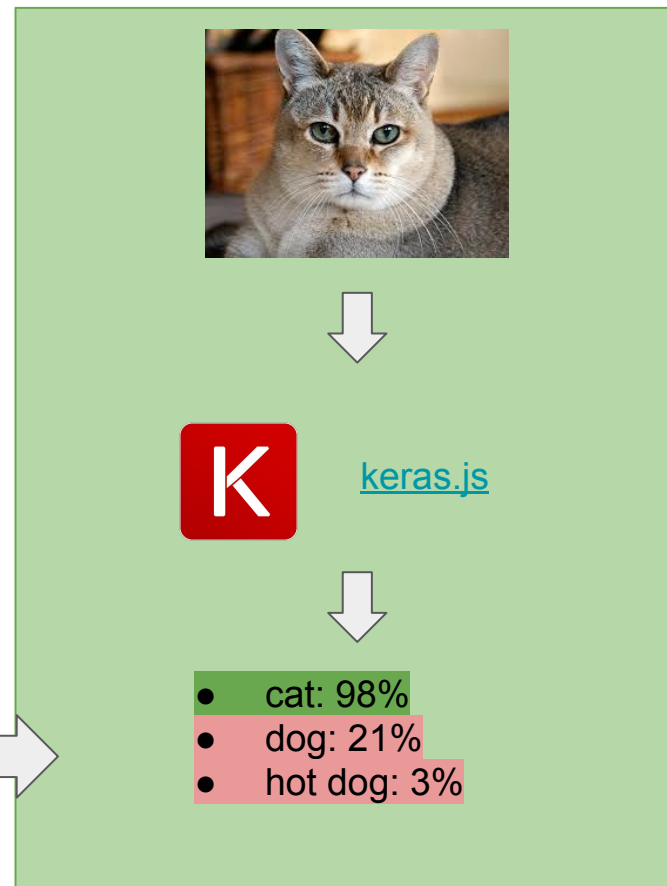 K
keras.js
● cat: 98%
● dog: 21%
● hot dog: 3%